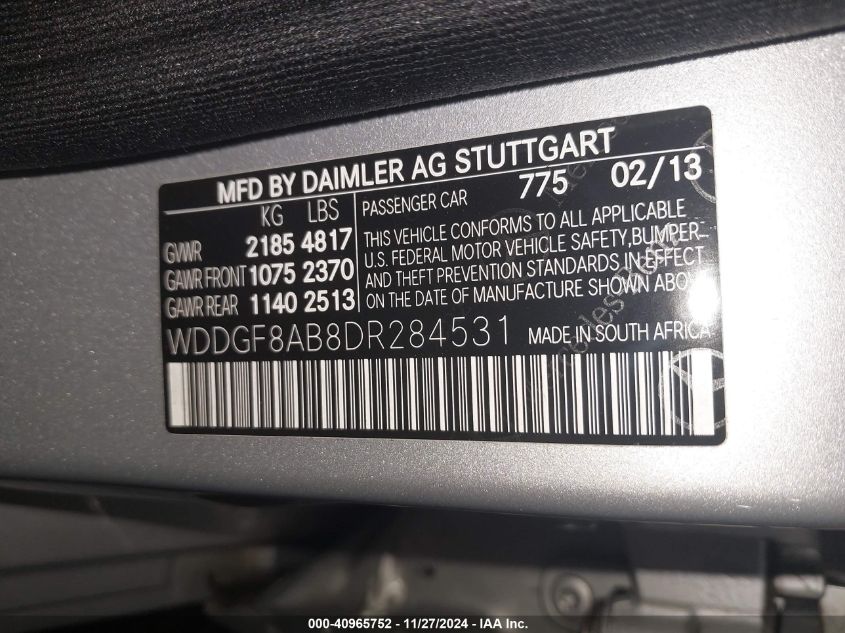 MFD BY DAIMLER AG STUTTGART
775 02/13
KG LBS
GVWR 2185 4817
GAWR FRONT 1075 2370
GAWR REAR 1140 2513
PASSENGER CAR
THIS VEHICLE CONFORMS TO ALL APPLICABLE
U.S. FEDERAL MOTOR VEHICLE SAFETY, BUMPER-
AND THEFT PREVENTION STANDARDS IN EFFECT
ON THE DATE OF MANUFACTURE SHOWN ABOVE
WDDGF8AB8DR284531 MADE IN SOUTH AFRICA
000-40965752 - 11/27/2024 - IAA Inc.